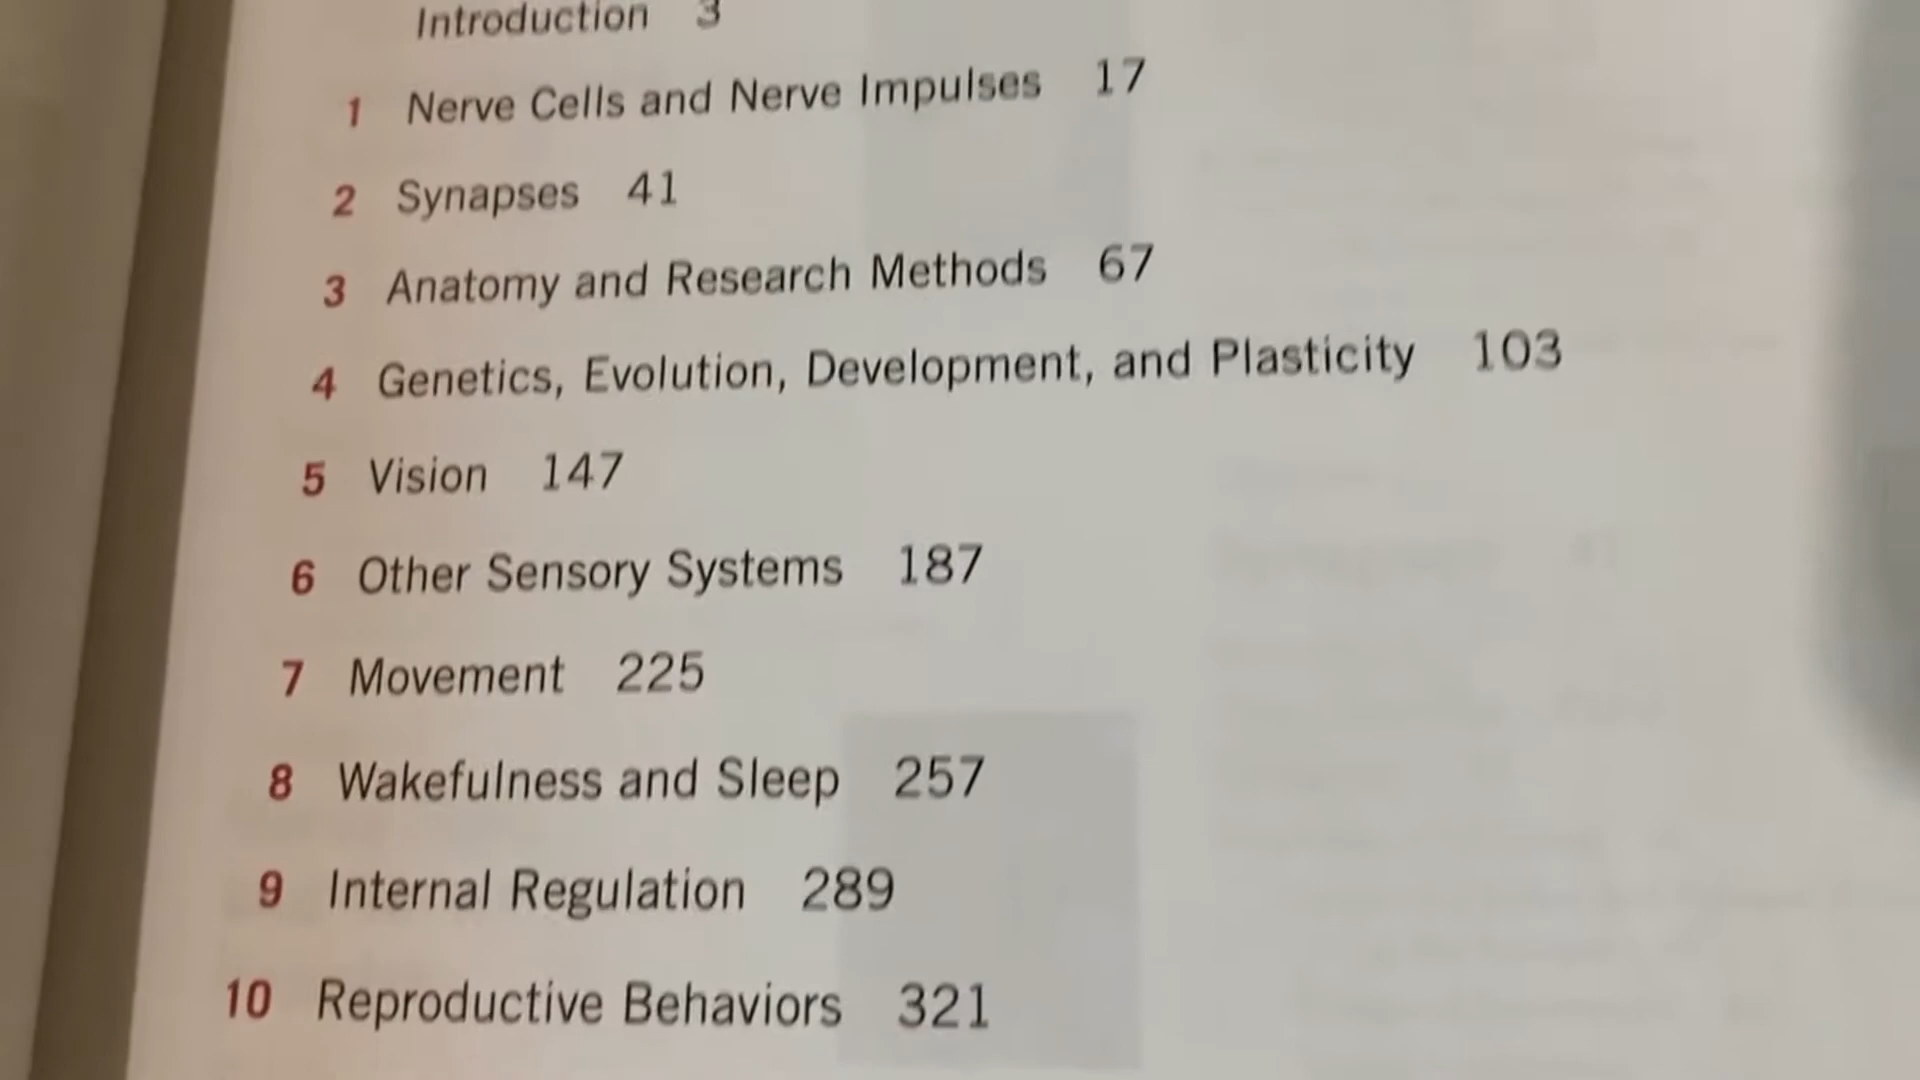 Introduction 3
1 Nerve Cells and Nerve Impulses 17
2 Synapses 41
3 Anatomy and Research Methods 67
4 Genetics, Evolution, Development, and Plasticity 103
5 Vision 147
6 Other Sensory Systems 187
7 Movement 225
8 Wakefulness and Sleep 257
9 Internal Regulation 289
10 Reproductive Behaviors 321